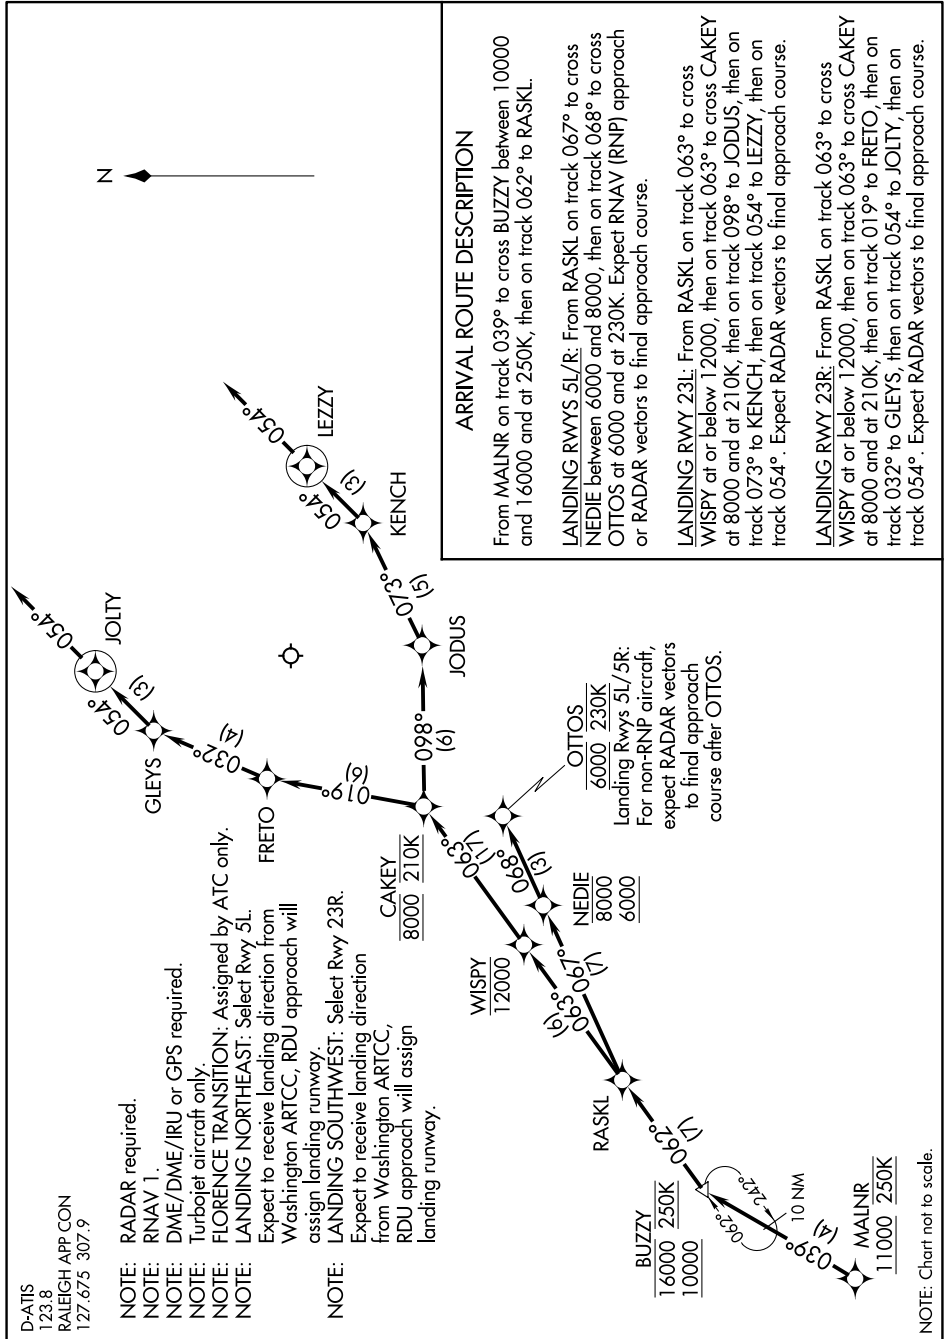 D-ATIS
123.8
RALEIGH APP CON
127.675 307.9
NOTE: RADAR required.
NOTE: RNAV 1.
NOTE: DME/DME/IRU or GPS required.
NOTE: Turbojet aircraft only.
NOTE: FLORENCE TRANSITION: Assigned by ATC only.
NOTE: LANDING NORTHEAST: Select Rwy 5L.
Expect to receive landing direction from
Washington ARTCC, RDU approach will
assign landing runway.
NOTE: LANDING SOUTHWEST: Select Rwy 23R.
Expect to receive landing direction
from Washington ARTCC,
RDU approach will assign
landing runway.
N
054°
JOLTY
054°
(3)
GLEYS
032°
(4)
FRETO
019°
(6)
054°
LEZZY
054°
(3)
KENCH
073°
(5)
JODUS
098°
(6)
CAKEY
8000 210K
063°
(17)
WISPY
12000
063°
(6)
OTTOS
6000 230K
Landing Rwys 5L/5R:
For non-RNP aircraft,
expect RADAR vectors
to final approach
course after OTTOS.
068°
(3)
NEDIE
8000
6000
067°
(7)
RASKL
062°
(7)
BUZZY
16000 250K
10000
062°
242°
10 NM
039°
(4)
MALNR
11000 250K
NOTE: Chart not to scale.
ARRIVAL ROUTE DESCRIPTION
From MALNR on track 039° to cross BUZZY between 10000
and 16000 and at 250K, then on track 062° to RASKL.
LANDING RWYS 5L/R: From RASKL on track 067° to cross
NEDIE between 6000 and 8000, then on track 068° to cross
OTTOS at 6000 and at 230K. Expect RNAV (RNP) approach
or RADAR vectors to final approach course.
LANDING RWY 23L: From RASKL on track 063° to cross
WISPY at or below 12000, then on track 063° to cross CAKEY
at 8000 and at 210K, then on track 098° to JODUS, then on
track 073° to KENCH, then on track 054° to LEZZY, then on
track 054°. Expect RADAR vectors to final approach course.
LANDING RWY 23R: From RASKL on track 063° to cross
WISPY at or below 12000, then on track 063° to cross CAKEY
at 8000 and at 210K, then on track 019° to FRETO, then on
track 032° to GLEYS, then on track 054° to JOLTY, then on
track 054°. Expect RADAR vectors to final approach course.